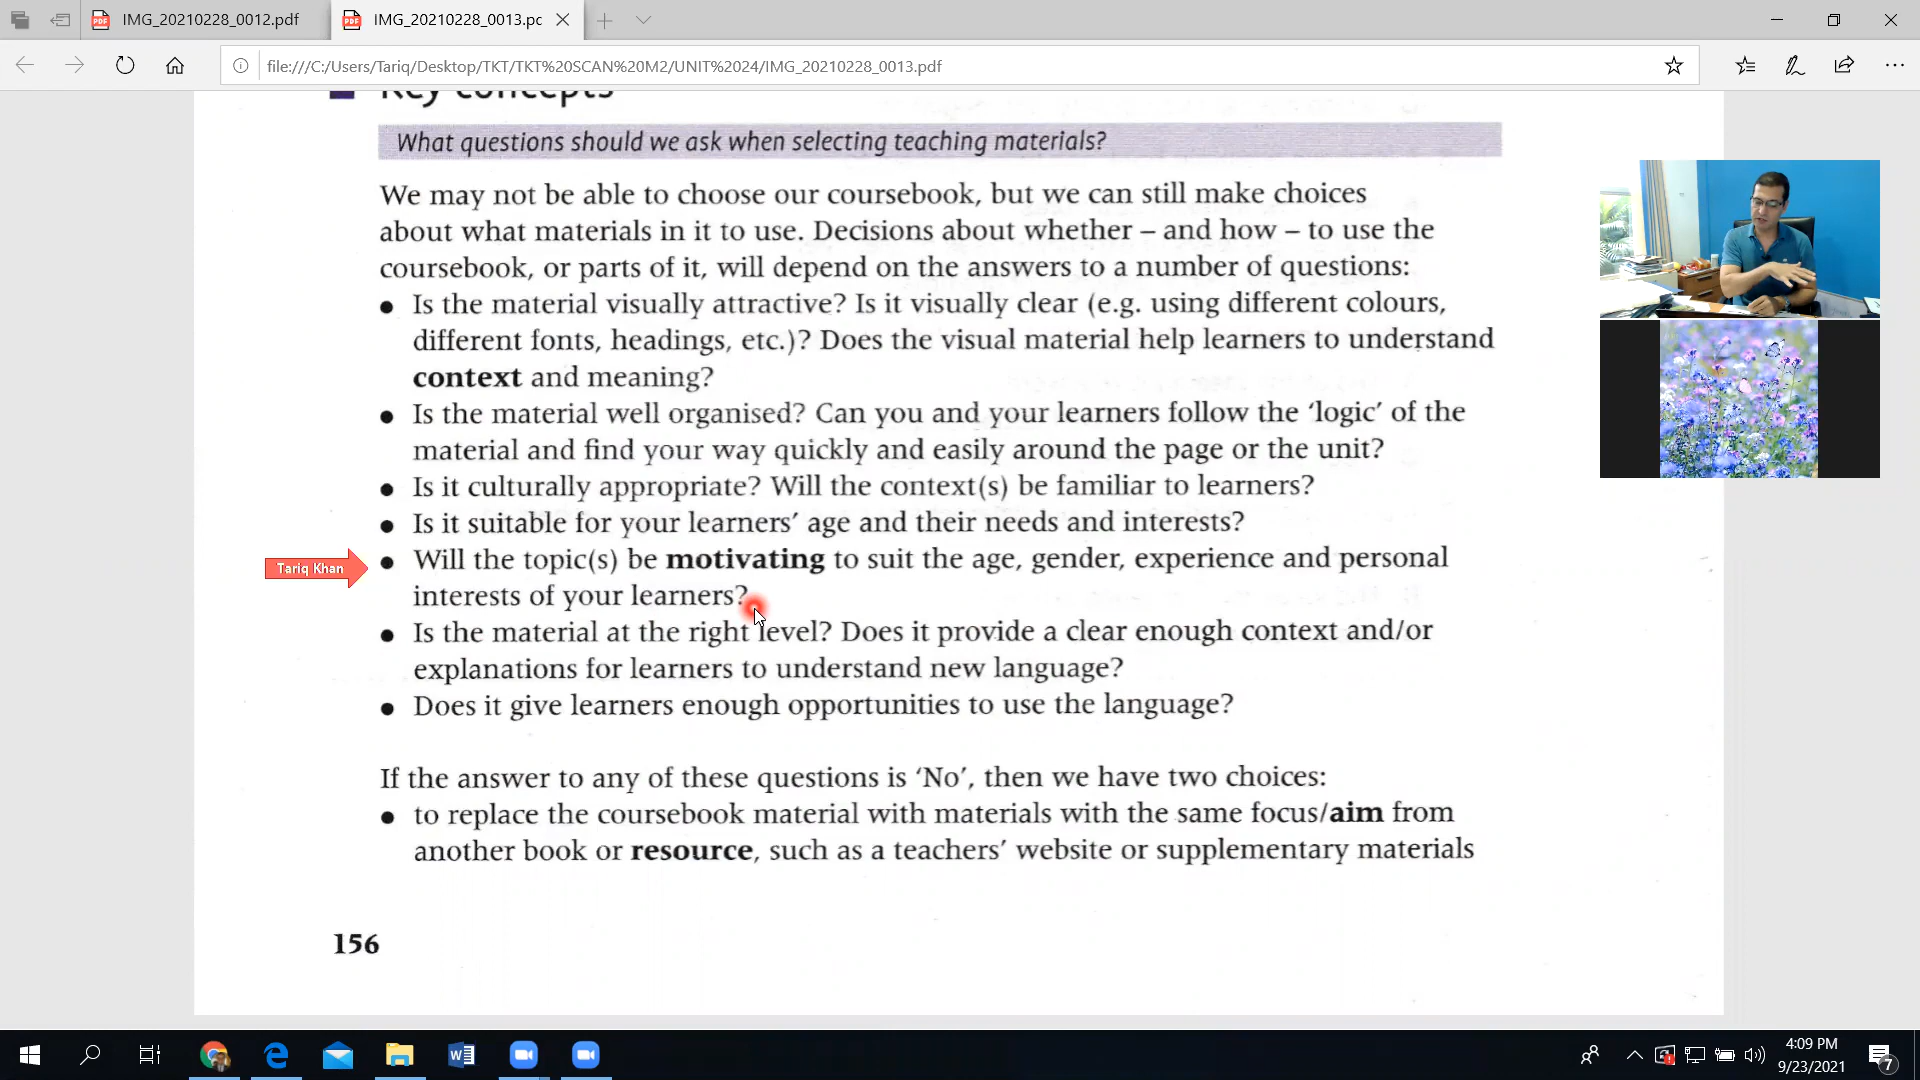 IMG_20210228_0012.pdf
IMG_20210228_0013.pc
file:///C:/Users/Tariq/Desktop/TKT/TKT%20SCAN%20M2/UNIT%2024/IMG_20210228_0013.pdf
Key concepts
What questions should we ask when selecting teaching materials?
We may not be able to choose our coursebook, but we can still make choices
about what materials in it to use. Decisions about whether – and how – to use the
coursebook, or parts of it, will depend on the answers to a number of questions:
● Is the material visually attractive? Is it visually clear (e.g. using different colours,
different fonts, headings, etc.)? Does the visual material help learners to understand
context and meaning?
● Is the material well organised? Can you and your learners follow the ‘logic’ of the
material and find your way quickly and easily around the page or the unit?
● Is it culturally appropriate? Will the context(s) be familiar to learners?
● Is it suitable for your learners’ age and their needs and interests?
Tariq Khan
● Will the topic(s) be motivating to suit the age, gender, experience and personal
interests of your learners?
● Is the material at the right level? Does it provide a clear enough context and/or
explanations for learners to understand new language?
● Does it give learners enough opportunities to use the language?
If the answer to any of these questions is ‘No’, then we have two choices:
● to replace the coursebook material with materials with the same focus/aim from
another book or resource, such as a teachers’ website or supplementary materials
156
4:09 PM
9/23/2021
7